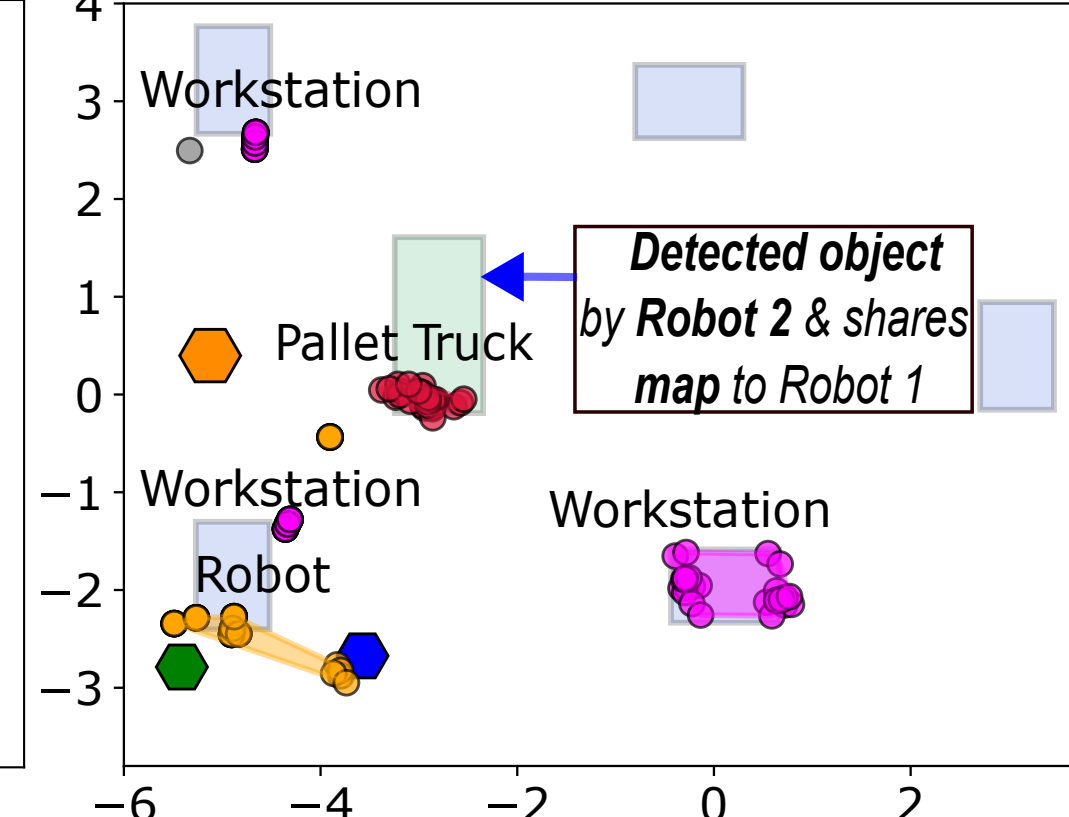 4
3
Workstation
2
Detected object
by Robot 2 & shares
map to Robot 1
1
Pallet Truck
0
−1
Workstation
Workstation
Robot
−2
−3
−6 −4 −2 0 2